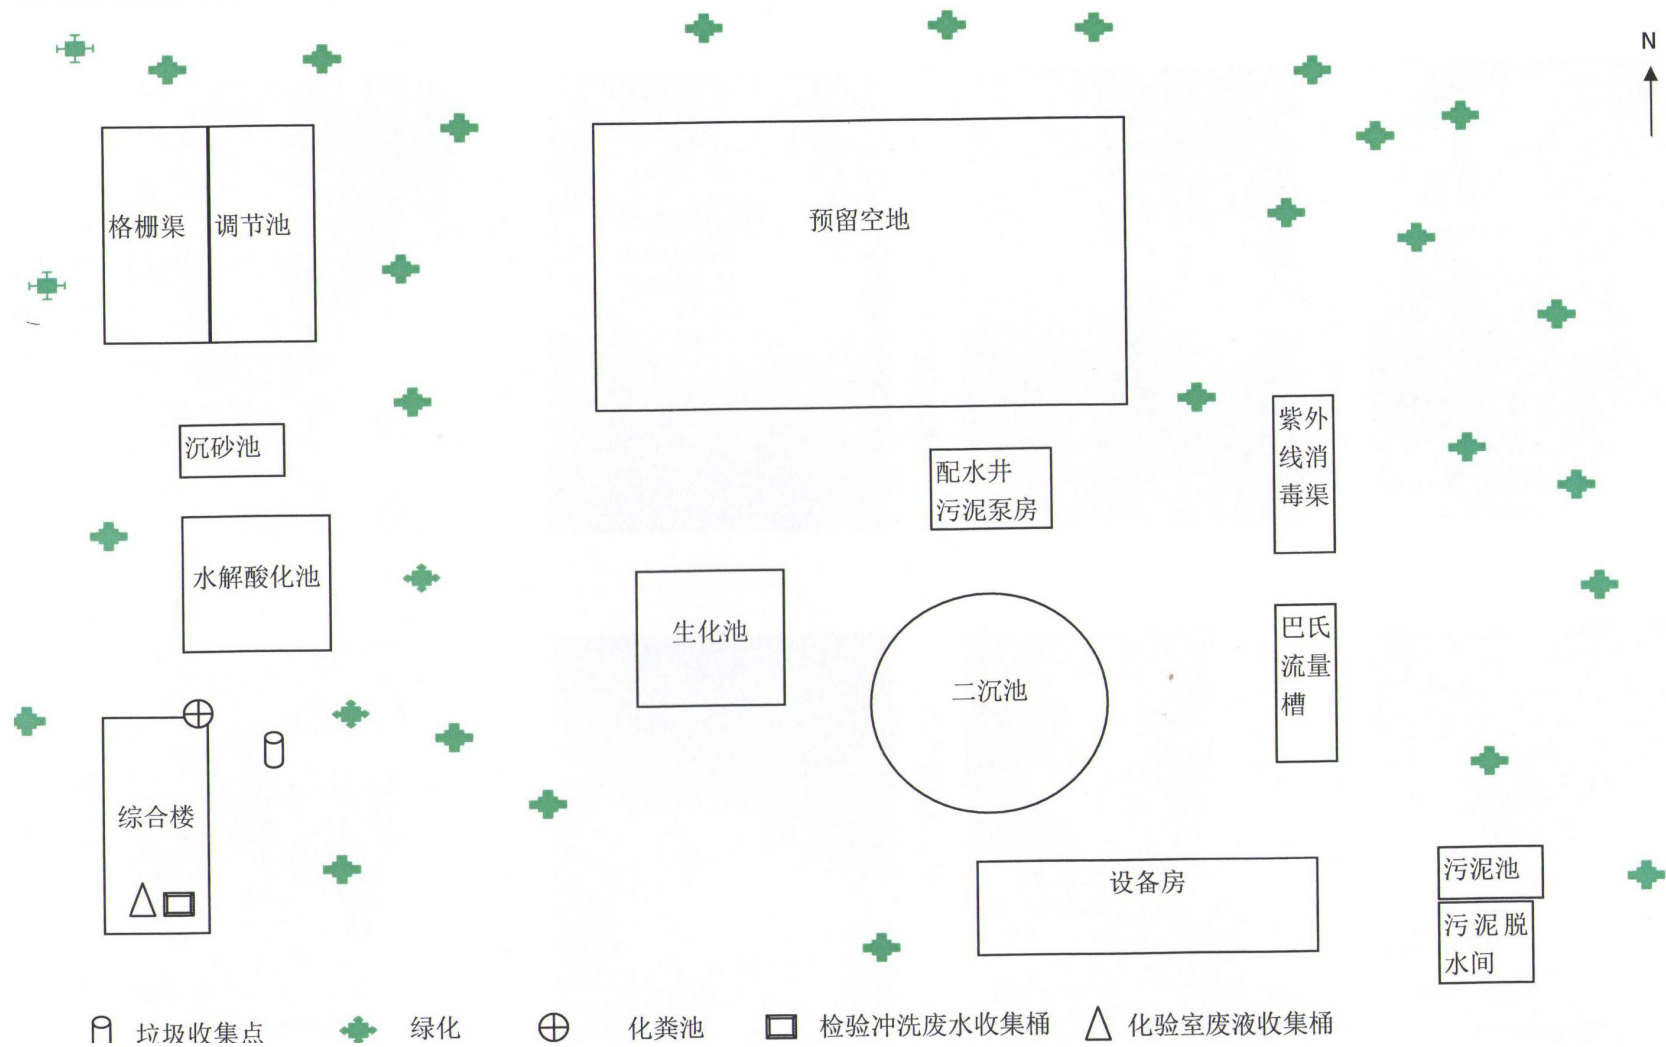 N
格栅渠
调节池
预留空地
沉砂池
配水井
污泥泵房
紫外
线消
毒渠
水解酸化池
生化池
二沉池
巴氏
流量
槽
综合楼
设备房
污泥池
污泥脱
水间
垃圾收集点
绿化
化粪池
检验冲洗废水收集桶
化验室废液收集桶